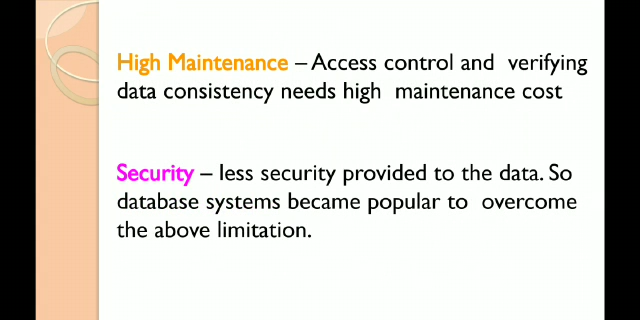 High Maintenance – Access control and verifying
data consistency needs high maintenance cost
Security – less security provided to the data. So
database systems became popular to overcome
the above limitation.